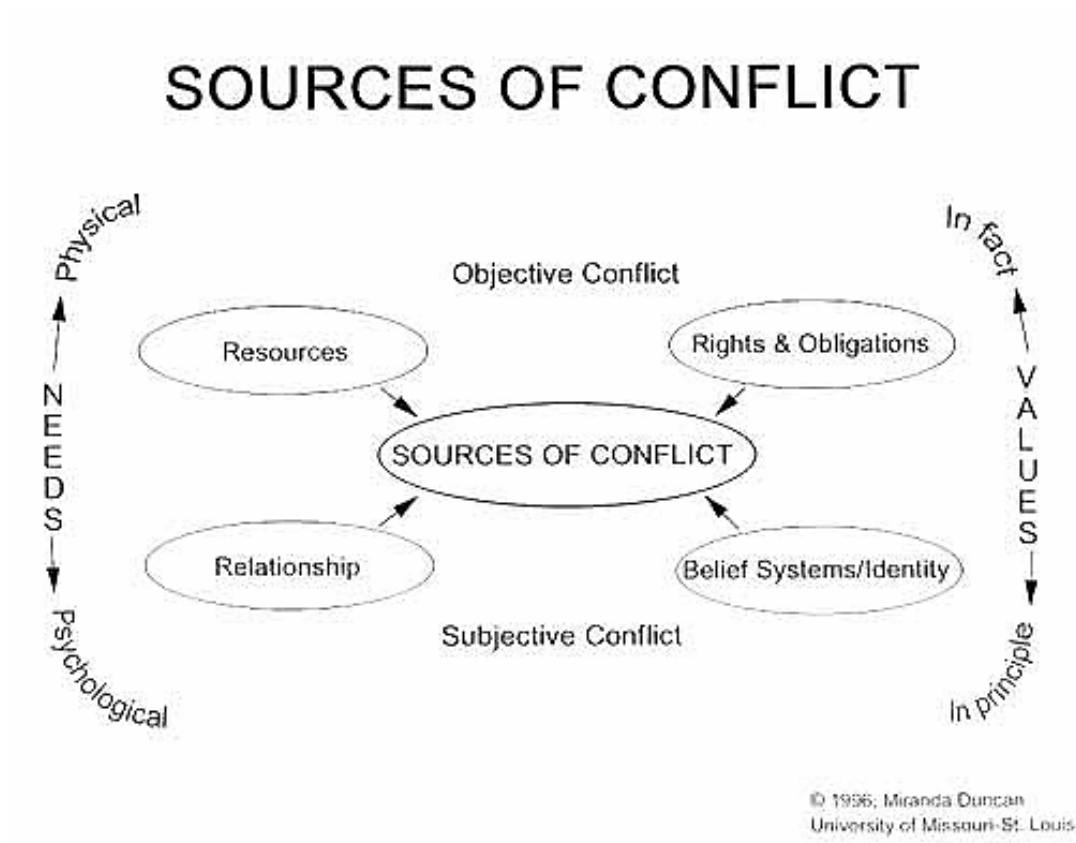 SOURCES OF CONFLICT
Physical
In fact
Objective Conflict
Resources
Rights & Obligations
NEEDS
VALUES
SOURCES OF CONFLICT
Relationship
Belief Systems/Identity
Subjective Conflict
Psychological
In principle
© 1996, Miranda Duncan
University of Missouri-St. Louis